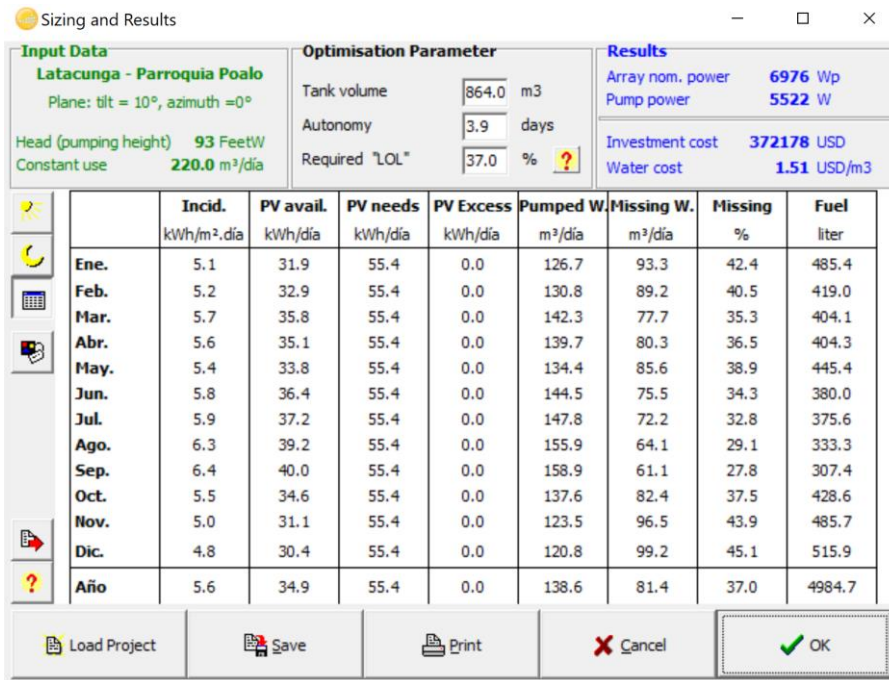 Sizing and Results
Input Data
Latacunga - Parroquia Poalo
Plane: tilt = 10°, azimuth =0°
Head (pumping height) 93 FeetW
Constant use 220.0 m³/día
Optimisation Parameter
Tank volume 864.0 m3
Autonomy 3.9 days
Required "LOL" 37.0 % ?
Results
Array nom. power 6976 Wp
Pump power 5522 W
Investment cost 372178 USD
Water cost 1.51 USD/m3
Incid. PV avail. PV needs PV Excess Pumped W. Missing W. Missing Fuel
kWh/m².día kWh/día kWh/día kWh/día m³/día m³/día % liter
Ene. 5.1 31.9 55.4 0.0 126.7 93.3 42.4 485.4
Feb. 5.2 32.9 55.4 0.0 130.8 89.2 40.5 419.0
Mar. 5.7 35.8 55.4 0.0 142.3 77.7 35.3 404.1
Abr. 5.6 35.1 55.4 0.0 139.7 80.3 36.5 404.3
May. 5.4 33.8 55.4 0.0 134.4 85.6 38.9 445.4
Jun. 5.8 36.4 55.4 0.0 144.5 75.5 34.3 380.0
Jul. 5.9 37.2 55.4 0.0 147.8 72.2 32.8 375.6
Ago. 6.3 39.2 55.4 0.0 155.9 64.1 29.1 333.3
Sep. 6.4 40.0 55.4 0.0 158.9 61.1 27.8 307.4
Oct. 5.5 34.6 55.4 0.0 137.6 82.4 37.5 428.6
Nov. 5.0 31.1 55.4 0.0 123.5 96.5 43.9 485.7
Dic. 4.8 30.4 55.4 0.0 120.8 99.2 45.1 515.9
? Año 5.6 34.9 55.4 0.0 138.6 81.4 37.0 4984.7
Load Project Save Print Cancel OK